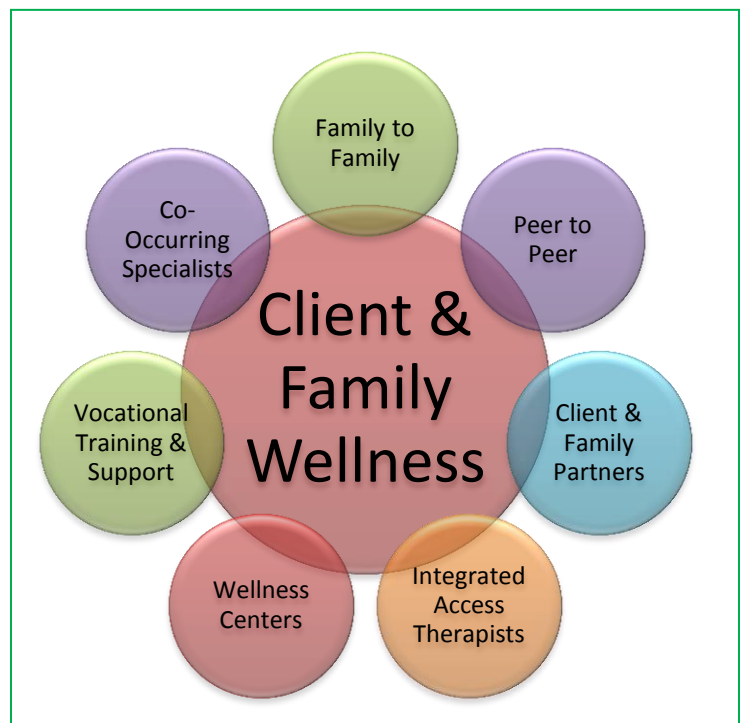 Family to
Family
Peer to
Peer
Client &
Family
Partners
Integrated
Access
Therapists
Wellness
Centers
Vocational
Training &
Support
Co-
Occurring
Specialists
Client &
Family
Wellness